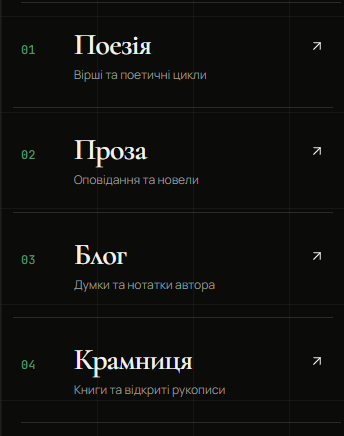 01
Поезія
Вірші та поетичні цикли
02
Проза
Оповідання та новели
03
Блог
Думки та нотатки автора
04
Крамниця
Книги та відкриті рукописи